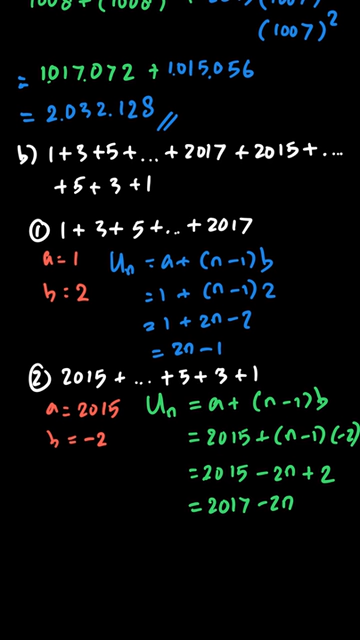 (1007)²
= 1.017.072 + 1.015.056
= 2.032.128 //
b) 1 + 3 + 5 + ... + 2017 + 2015 + ...
+ 5 + 3 + 1
① 1 + 3 + 5 + ... + 2017
a = 1 Un = a + (n - 1) b
b = 2 = 1 + (n - 1) 2
= 1 + 2n - 2
= 2n - 1
② 2015 + ... + 5 + 3 + 1
a = 2015 Un = a + (n - 1) b
b = -2 = 2015 + (n - 1) (-2)
= 2015 - 2n + 2
= 2017 - 2n